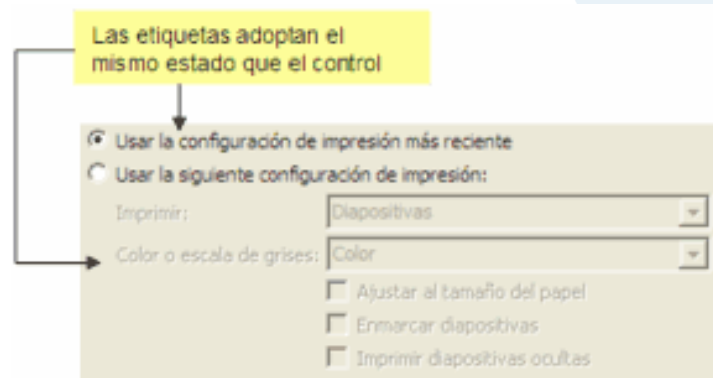 Las etiquetas adoptan el
mismo estado que el control
Usar la configuración de impresión más reciente
Usar la siguiente configuración de impresión:
Imprimir: Diapositivas
Color o escala de grises: Color
Ajustar al tamaño del papel
Enmarcar diapositivas
Imprimir diapositivas ocultas